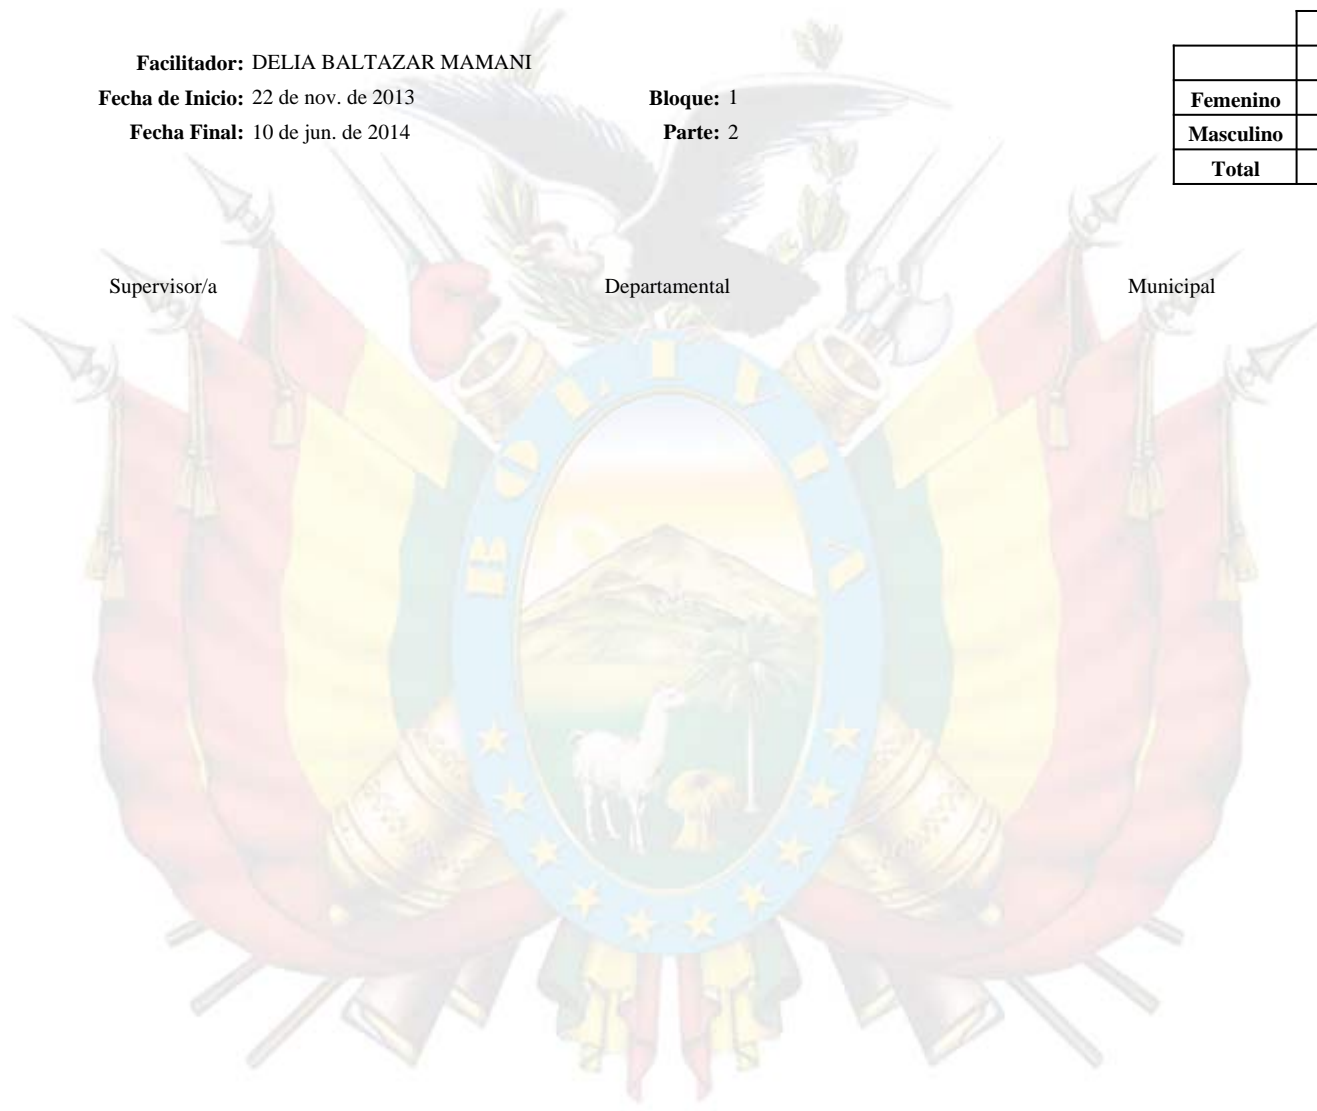 Facilitador: DELIA BALTAZAR MAMANI
Fecha de Inicio: 22 de nov. de 2013 Bloque: 1
Fecha Final: 10 de jun. de 2014 Parte: 2
Femenino
Masculino
Total
Supervisor/a Departamental Municipal
BOLIVIA